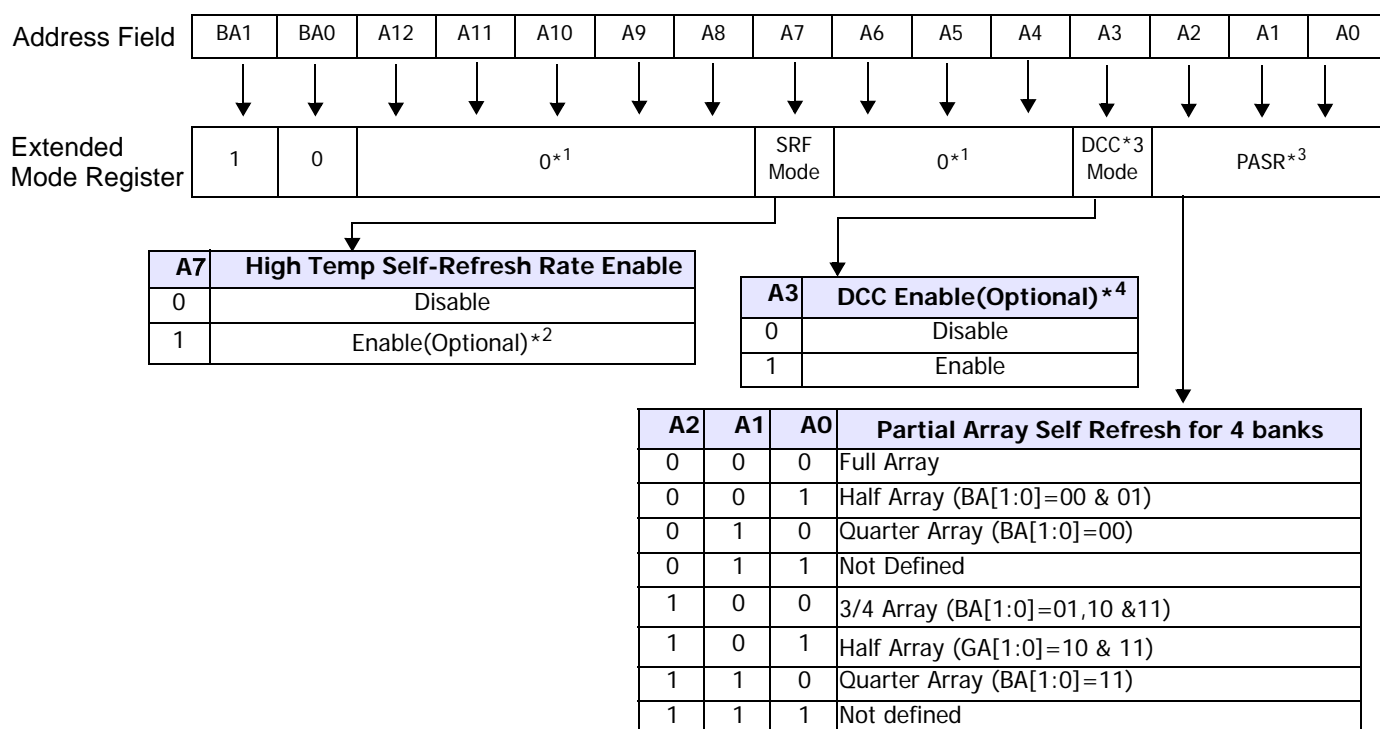 Address Field BA1 BA0 A12 A11 A10 A9 A8 A7 A6 A5 A4 A3 A2 A1 A0
Extended Mode Register 1 0 0*1 SRF Mode 0*1 DCC*3 Mode PASR*3
A7 High Temp Self-Refresh Rate Enable
0 Disable
1 Enable(Optional)*2
A3 DCC Enable(Optional)*4
0 Disable
1 Enable
A2 A1 A0 Partial Array Self Refresh for 4 banks
0 0 0 Full Array
0 0 1 Half Array (BA[1:0]=00 & 01)
0 1 0 Quarter Array (BA[1:0]=00)
0 1 1 Not Defined
1 0 0 3/4 Array (BA[1:0]=01,10 &11)
1 0 1 Half Array (GA[1:0]=10 & 11)
1 1 0 Quarter Array (BA[1:0]=11)
1 1 1 Not defined